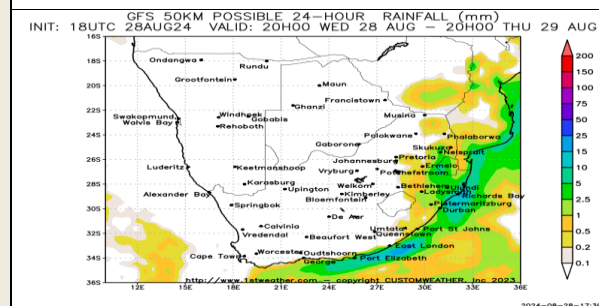 GFS 50KM POSSIBLE 24-HOUR RAINFALL (mm)
INIT: 18UTC 28AUG24 VALID: 20H00 WED 28 AUG - 20H00 THU 29 AUG
16S
18S
20S
22S
24S
26S
28S
30S
32S
34S
36S
Ondangwa
Rundu
Grootfontein
Maun
Francistown
Ghanzi
Swakopmund
Walvis Bay
Windhoek
Gobabis
Rehoboth
Musina
Polokwane
Phalaborwa
Gaborone
Skukuza
Nelspruit
Johannesburg
Pretoria
Luderitz
Keetmanshoop
Vryburg
Potchefstroom
Ermelo
Karasburg
Alexander Bay
Upington
Welkom
Kimberley
Bethlehem
Ulundi
Ladysmith
Richards Bay
Bloemfontein
Springbok
Pietermaritzburg
Durban
De Aar
Calvinia
Vredendal
Beaufort West
Umtata
Queenstown
Port St Johns
East London
Cape Town
Worcester
Oudtshoorn
George
Port Elizabeth
http://www.1stweather.com - copyright CUSTOMWEATHER, Inc 2023
12E 15E 18E 21E 24E 27E 30E 33E 36E
200
150
100
75
50
25
15
10
5
2.5
1
0.5
0.2
0.1